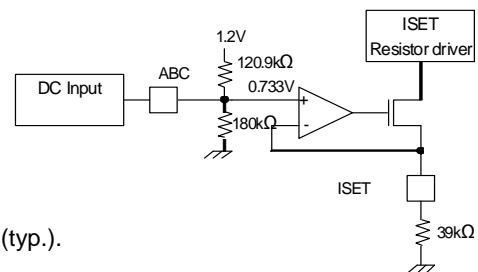 ISET
Resistor driver
1.2V
120.9kΩ
DC Input
ABC
0.733V
+
-
180kΩ
ISET
39kΩ
(typ.).